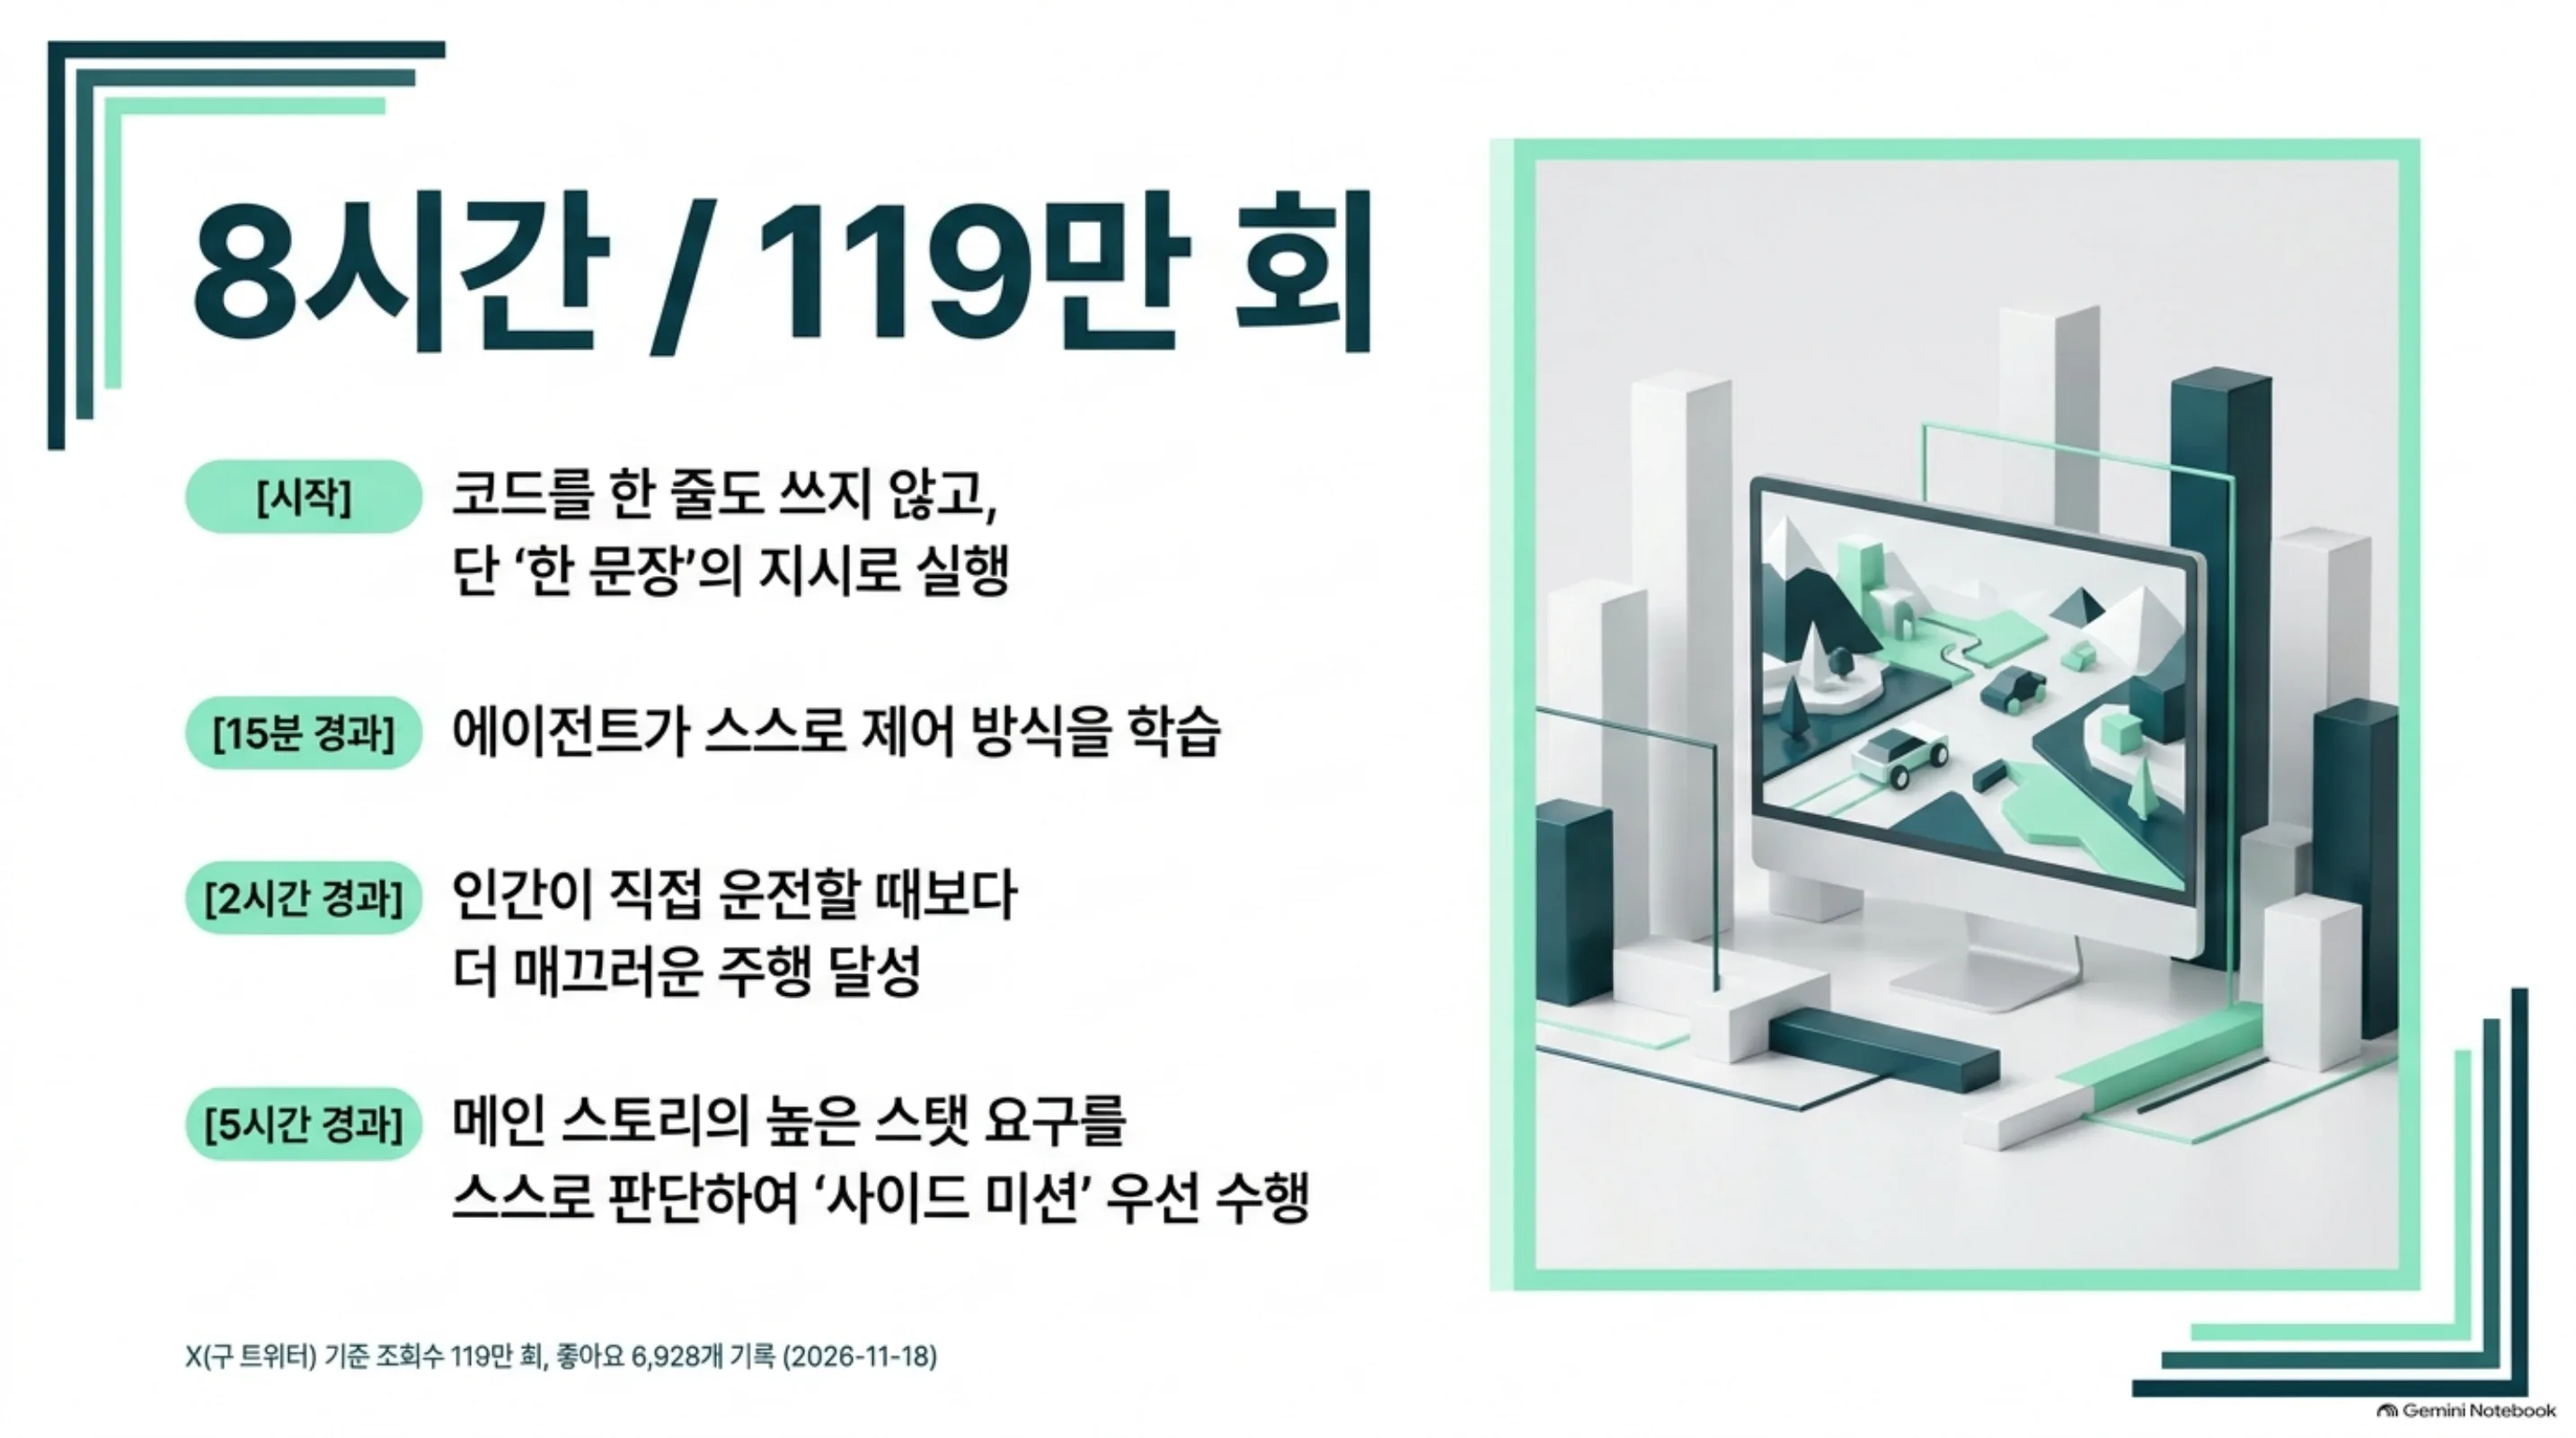 8시간 / 119만 회
[시작]
코드를 한 줄도 쓰지 않고,
단 ‘한 문장’의 지시로 실행
[15분 경과]
에이전트가 스스로 제어 방식을 학습
[2시간 경과]
인간이 직접 운전할 때보다
더 매끄러운 주행 달성
[5시간 경과]
메인 스토리의 높은 스탯 요구를
스스로 판단하여 ‘사이드 미션’ 우선 수행
X(구 트위터) 기준 조회수 119만 회, 좋아요 6,928개 기록 (2026-11-18)
Gemini Notebook